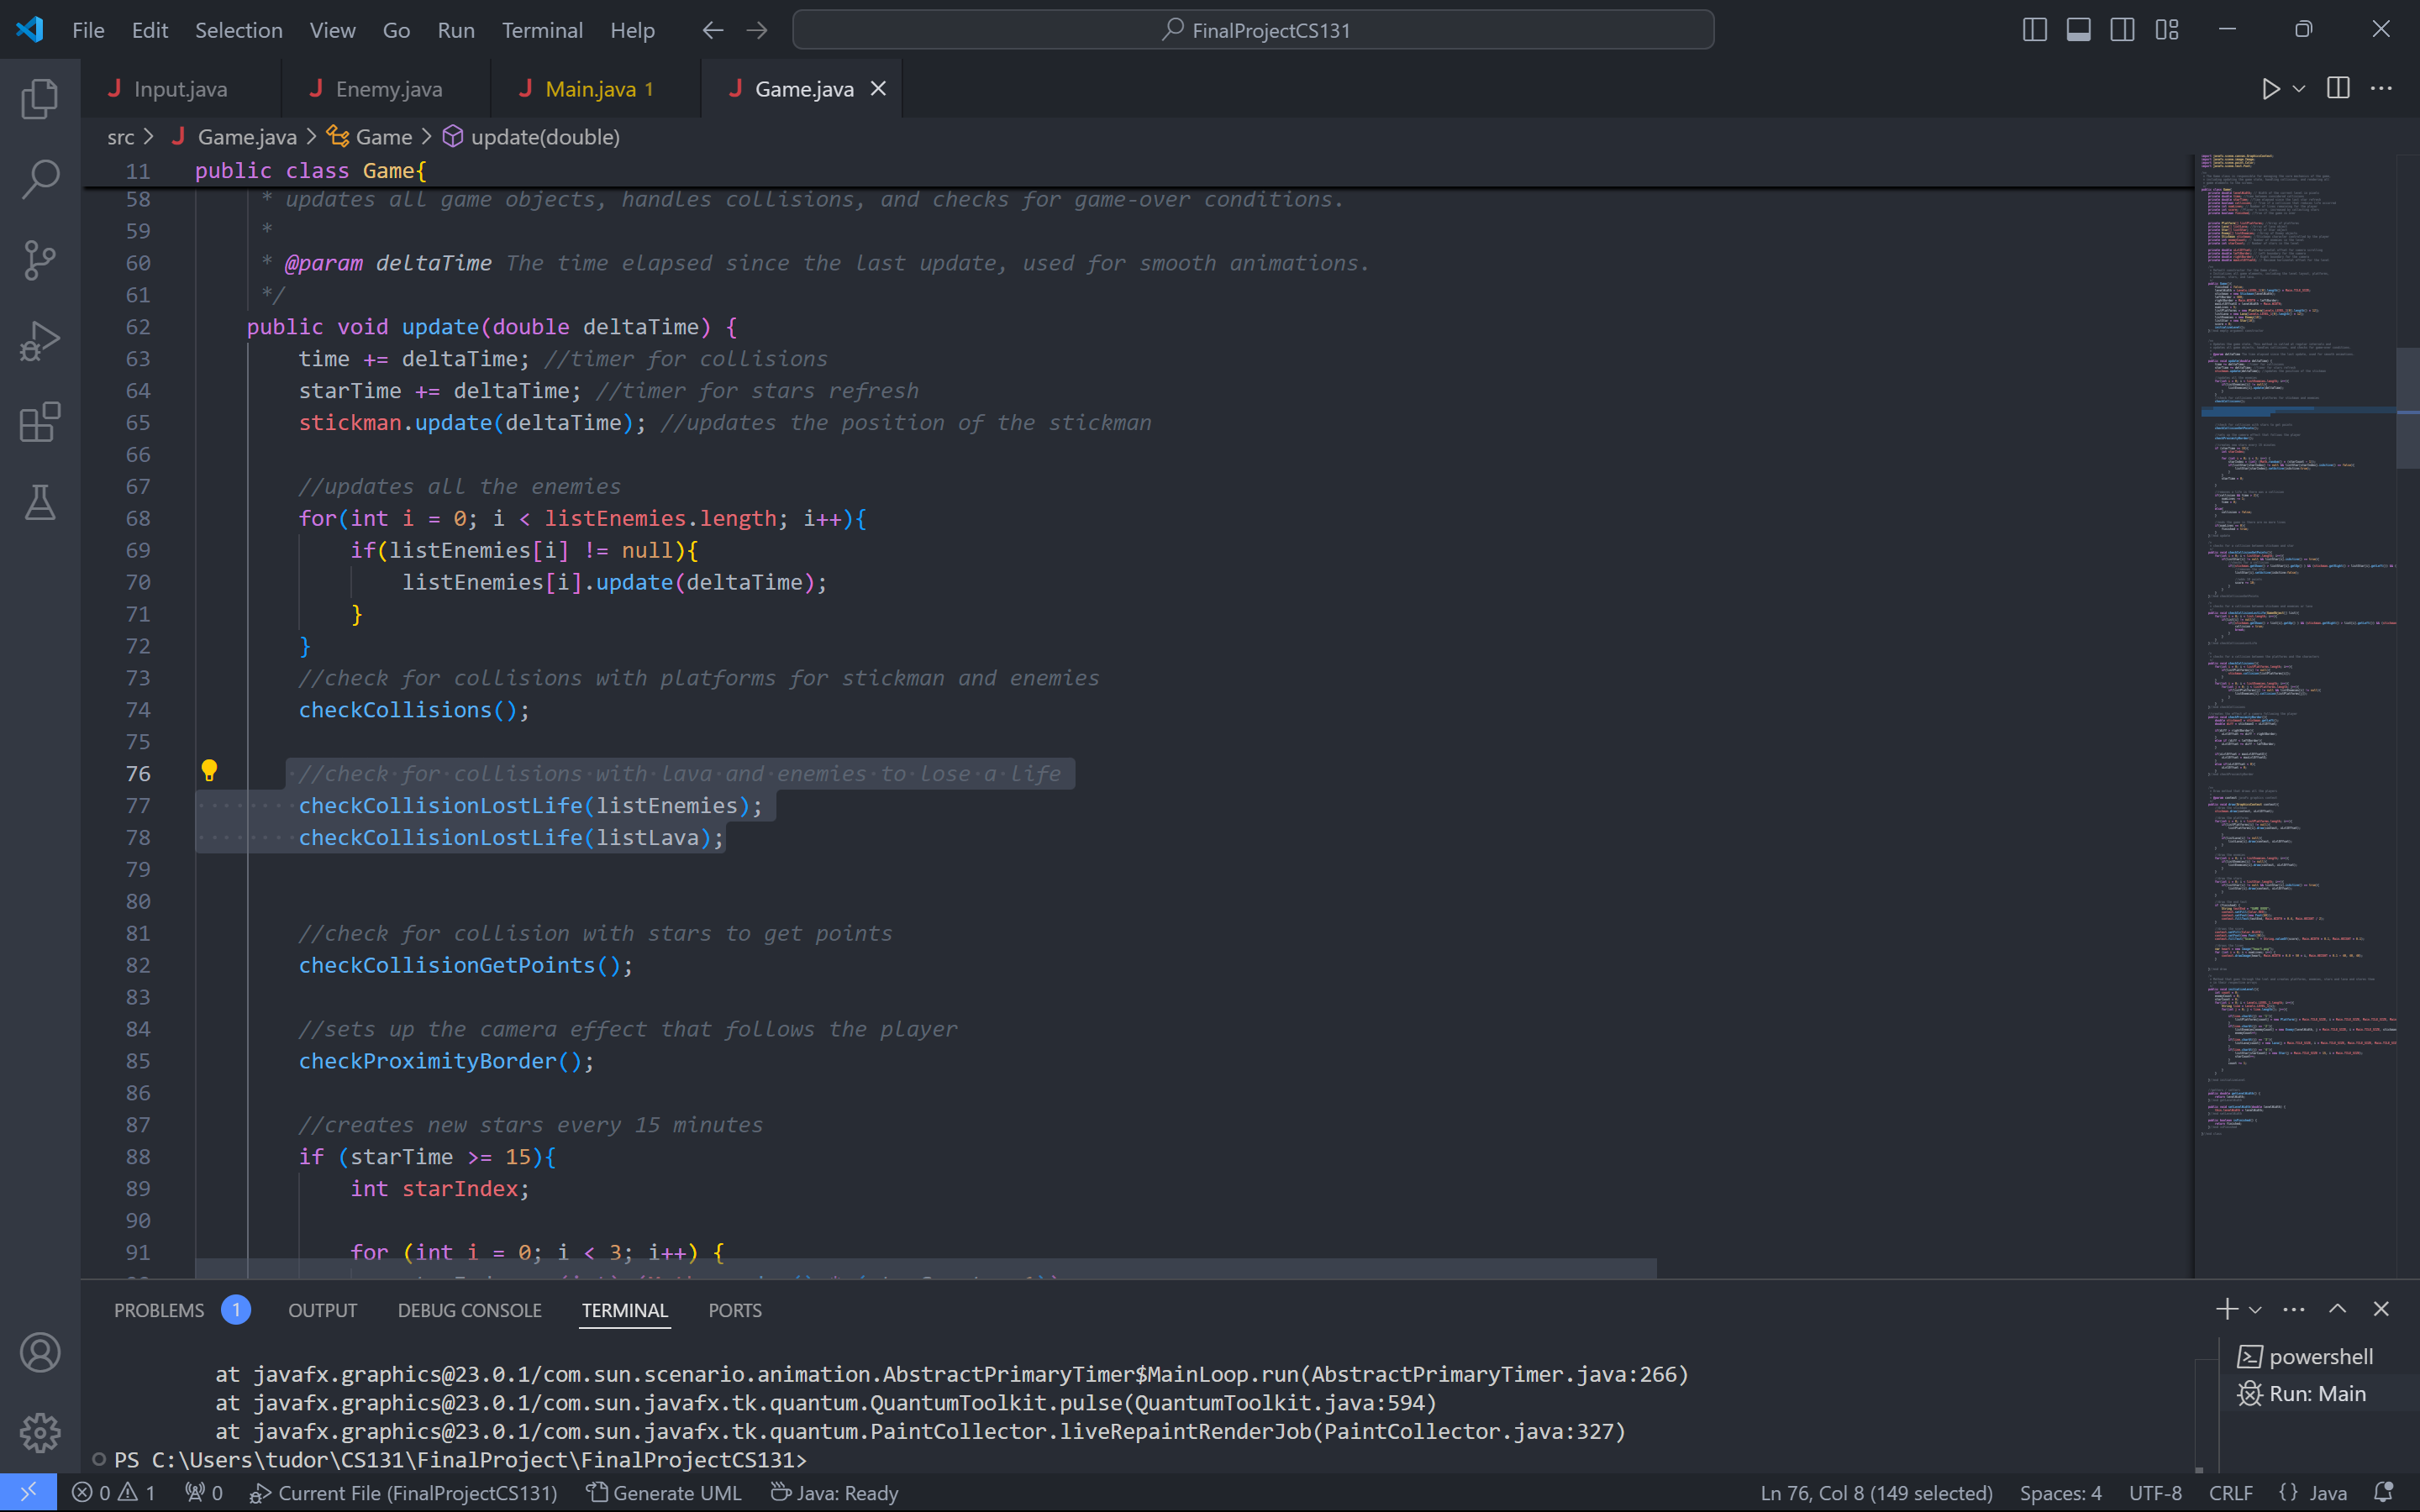 File Edit Selection View Go Run Terminal Help FinalProjectCS131
Input.java Enemy.java Main.java 1 Game.java
src > Game.java > Game > update(double)
11 public class Game{
58 * updates all game objects, handles collisions, and checks for game-over conditions.
59 *
60 * @param deltaTime The time elapsed since the last update, used for smooth animations.
61 */
62 public void update(double deltaTime) {
63 time += deltaTime; //timer for collisions
64 starTime += deltaTime; //timer for stars refresh
65 stickman.update(deltaTime); //updates the position of the stickman
66
67 //updates all the enemies
68 for(int i = 0; i < listEnemies.length; i++){
69 if(listEnemies[i] != null){
70 listEnemies[i].update(deltaTime);
71 }
72 }
73 //check for collisions with platforms for stickman and enemies
74 checkCollisions();
75
76 //check for collisions with lava and enemies to lose a life
77 checkCollisionLostLife(listEnemies);
78 checkCollisionLostLife(listLava);
79
80
81 //check for collision with stars to get points
82 checkCollisionGetPoints();
83
84 //sets up the camera effect that follows the player
85 checkProximityBorder();
86
87 //creates new stars every 15 minutes
88 if (starTime >= 15){
89 int starIndex;
90
91 for (int i = 0; i < 3; i++) {
PROBLEMS 1 OUTPUT DEBUG CONSOLE TERMINAL PORTS
at javafx.graphics@23.0.1/com.sun.scenario.animation.AbstractPrimaryTimer$MainLoop.run(AbstractPrimaryTimer.java:266)
at javafx.graphics@23.0.1/com.sun.javafx.tk.quantum.QuantumToolkit.pulse(QuantumToolkit.java:594)
at javafx.graphics@23.0.1/com.sun.javafx.tk.quantum.PaintCollector.liveRepaintRenderJob(PaintCollector.java:327)
PS C:\Users\tudor\CS131\FinalProject\FinalProjectCS131>
powershell
Run: Main
0 1 0 Current File (FinalProjectCS131) Generate UML Java: Ready Ln 76, Col 8 (149 selected) Spaces: 4 UTF-8 CRLF {} Java